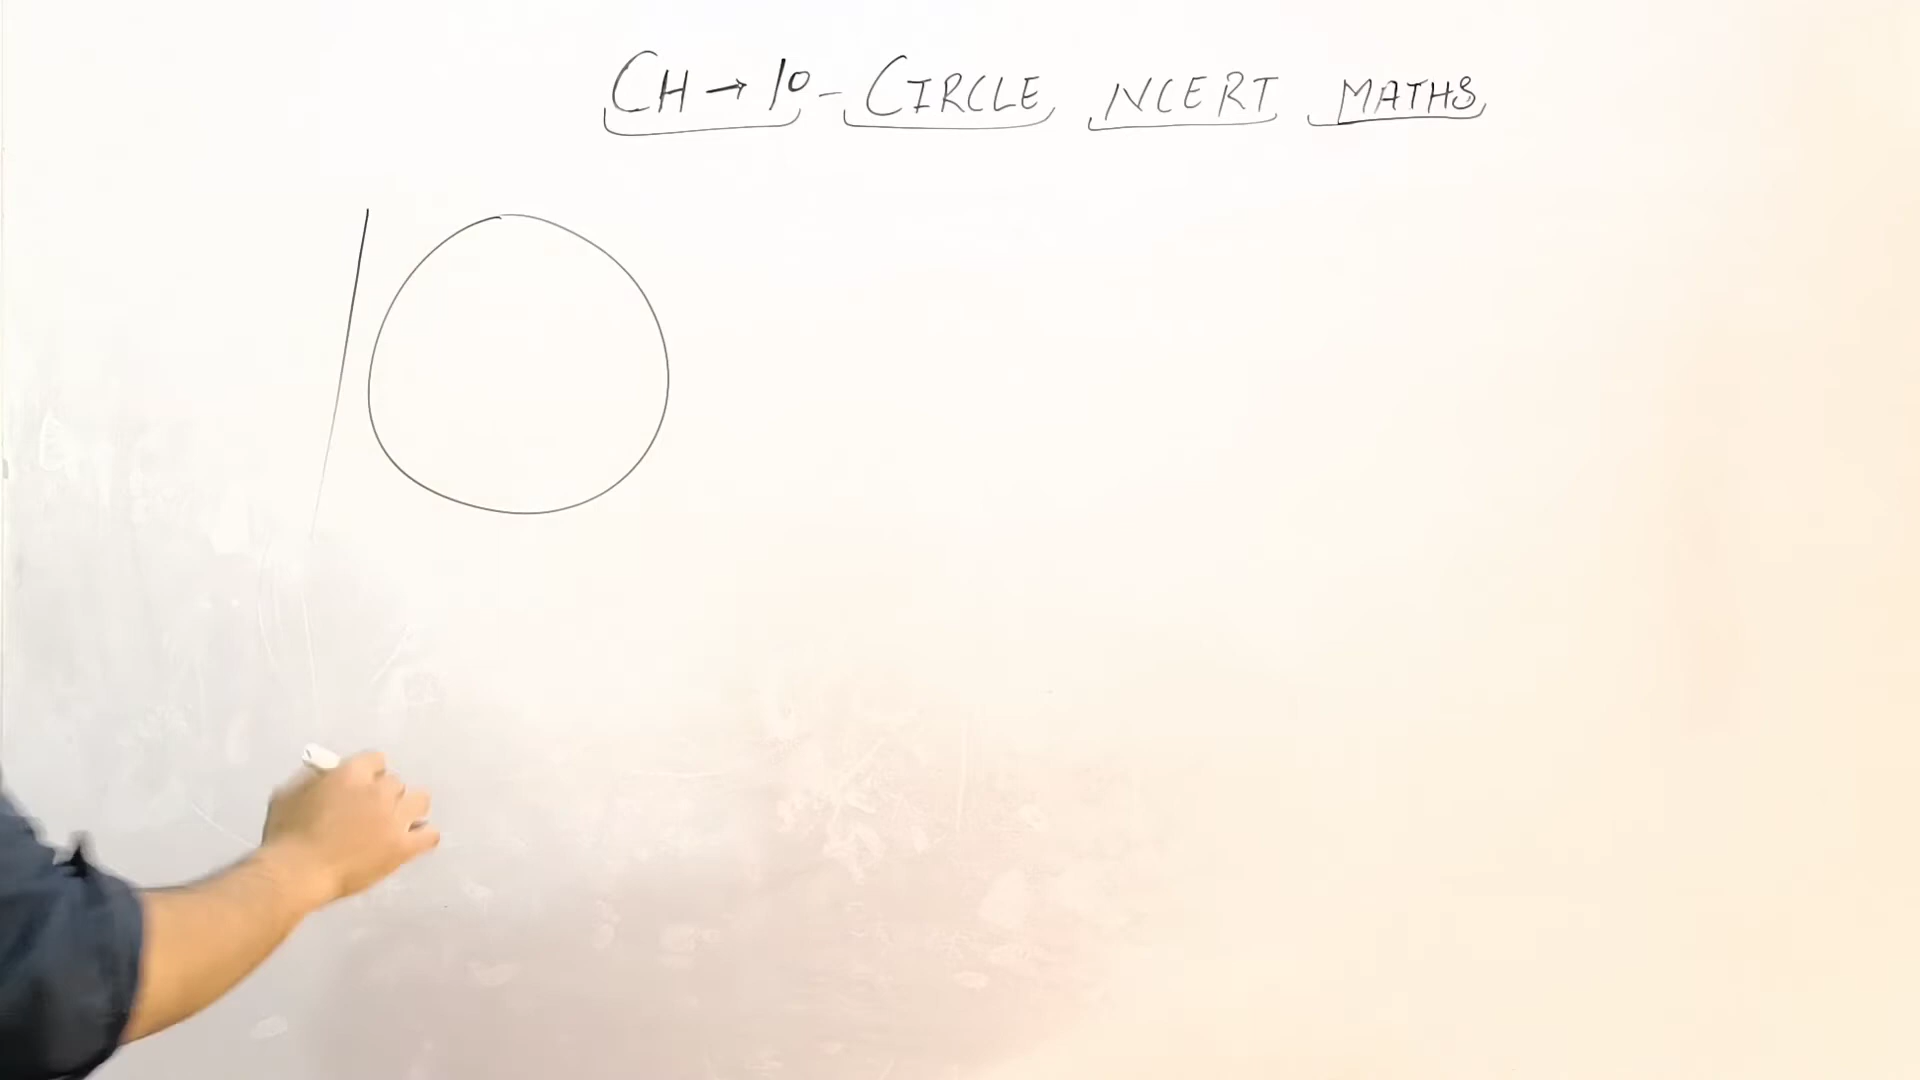 CH → 10 - CIRCLE NCERT MATHS